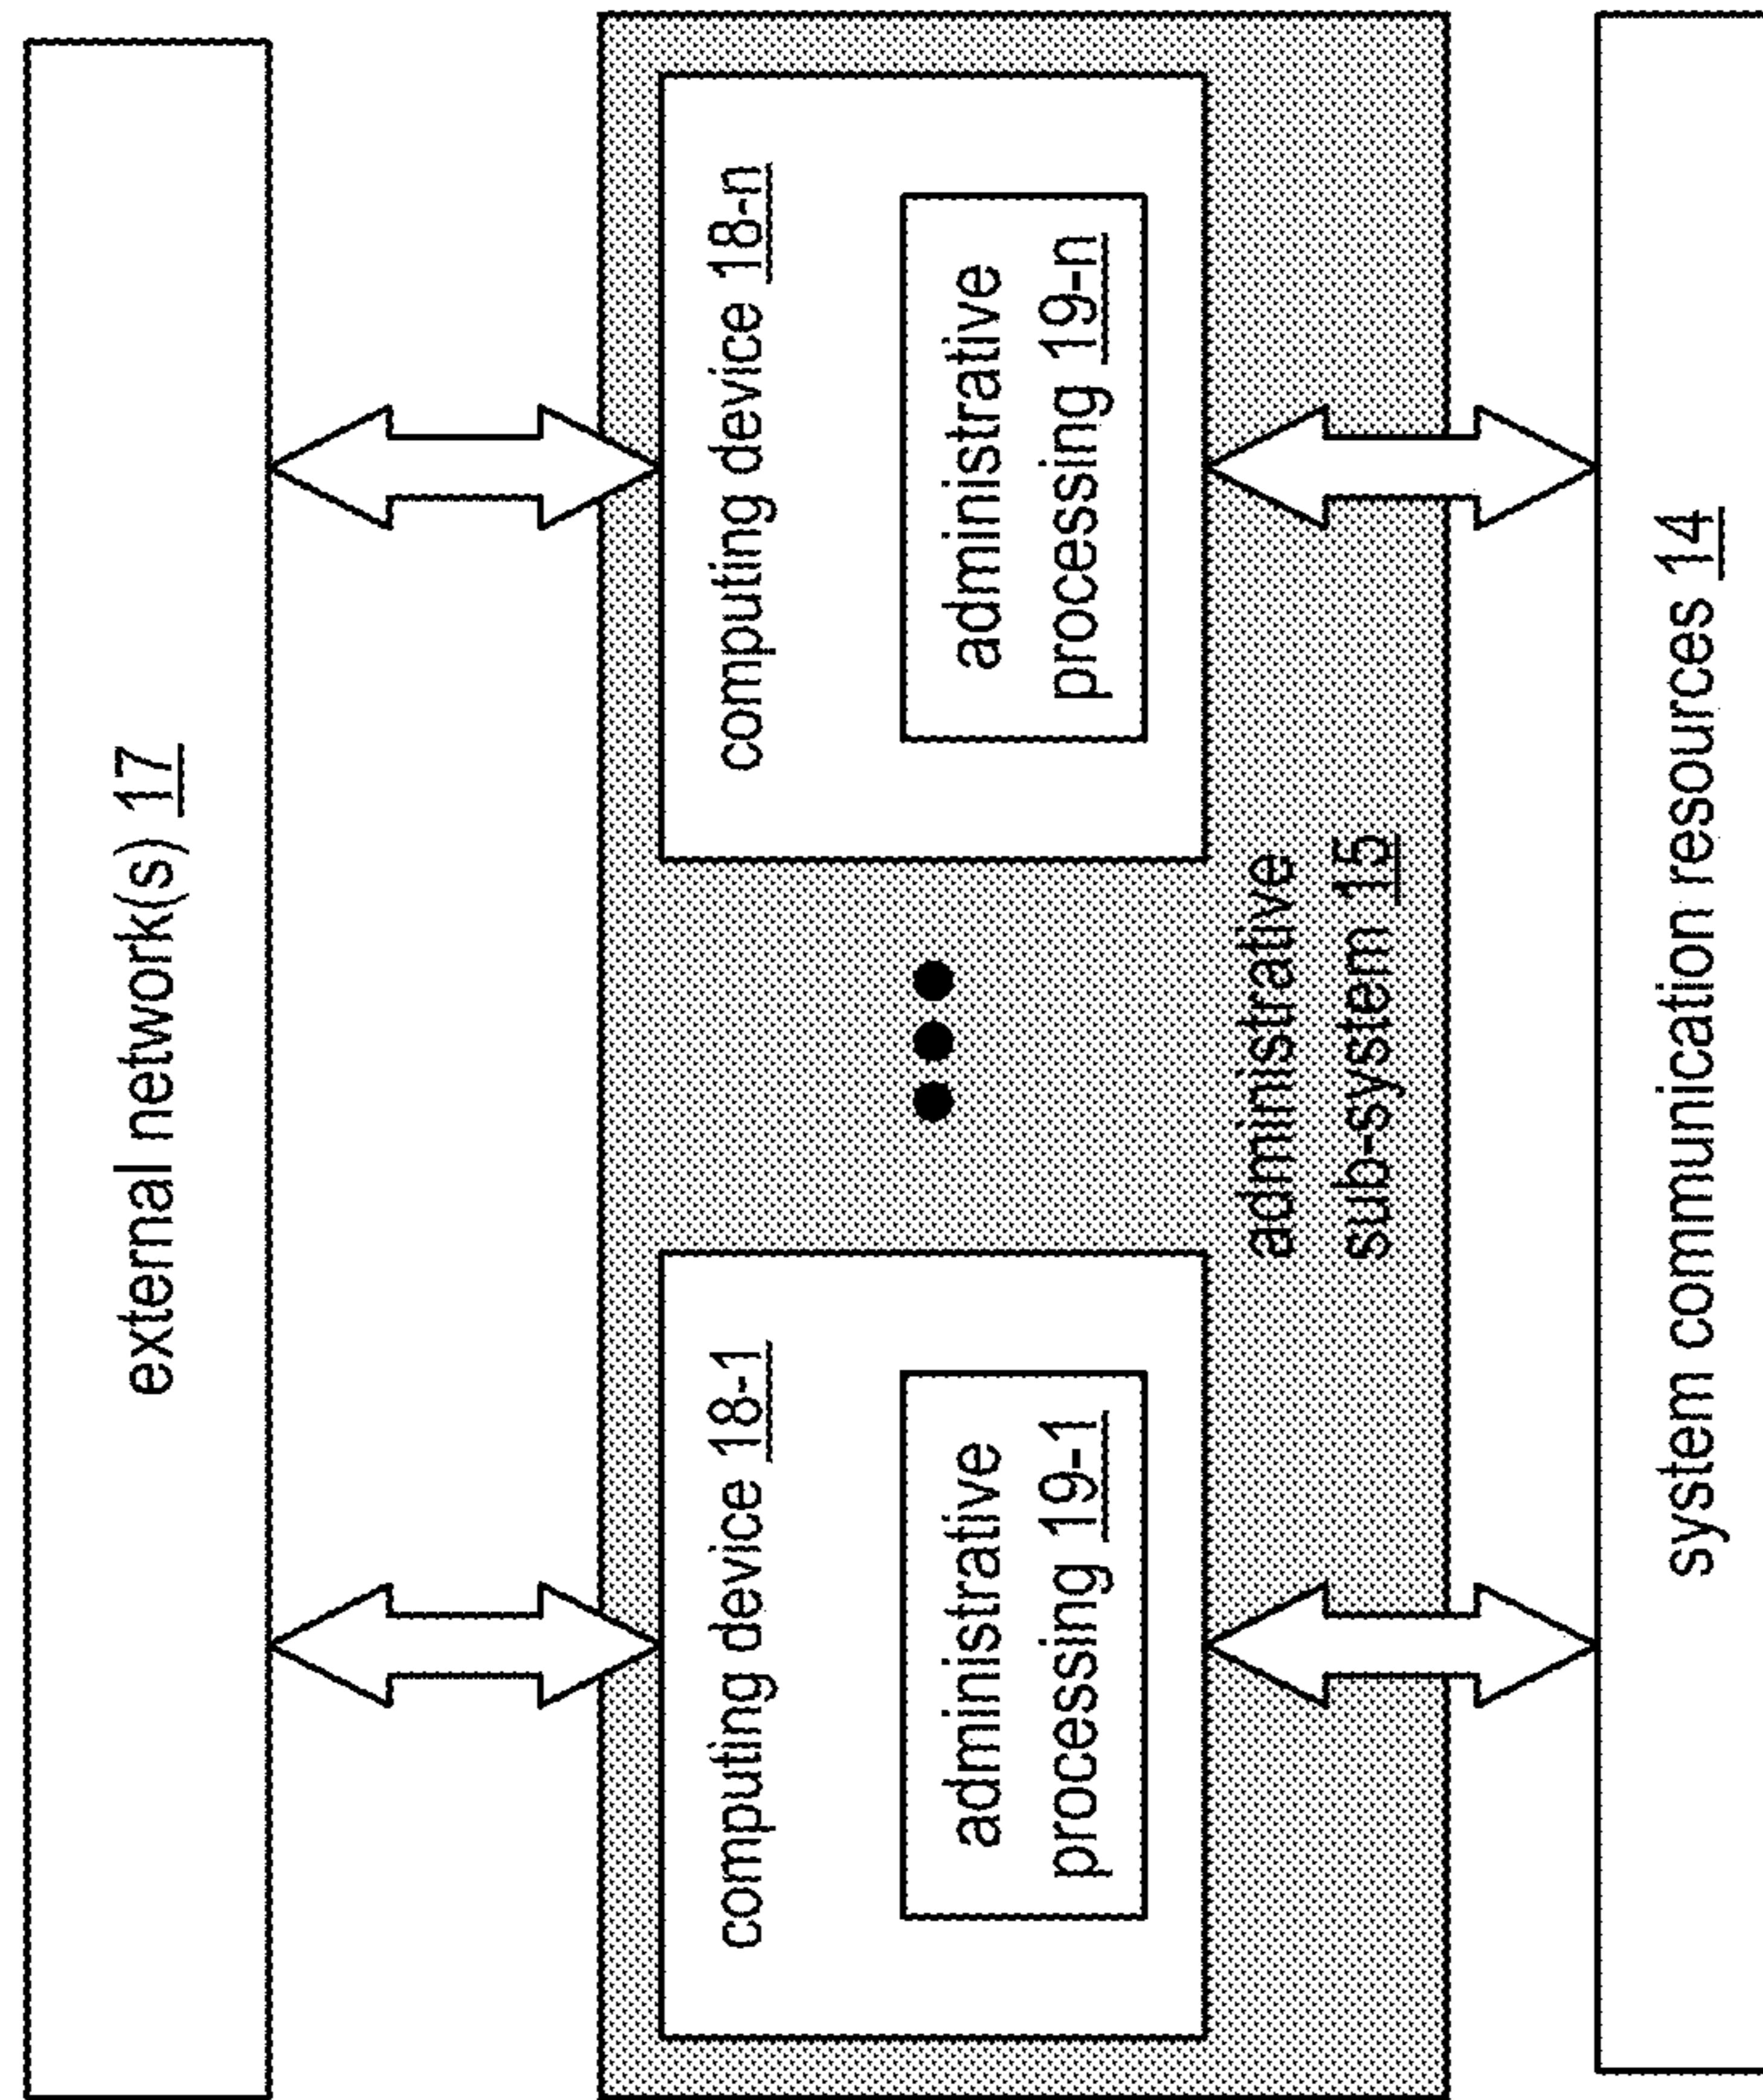 external network(s) 17
computing device 18-1
administrative
processing 19-1
computing device 18-n
administrative
processing 19-n
administrative
sub-system 15
system communication resources 14